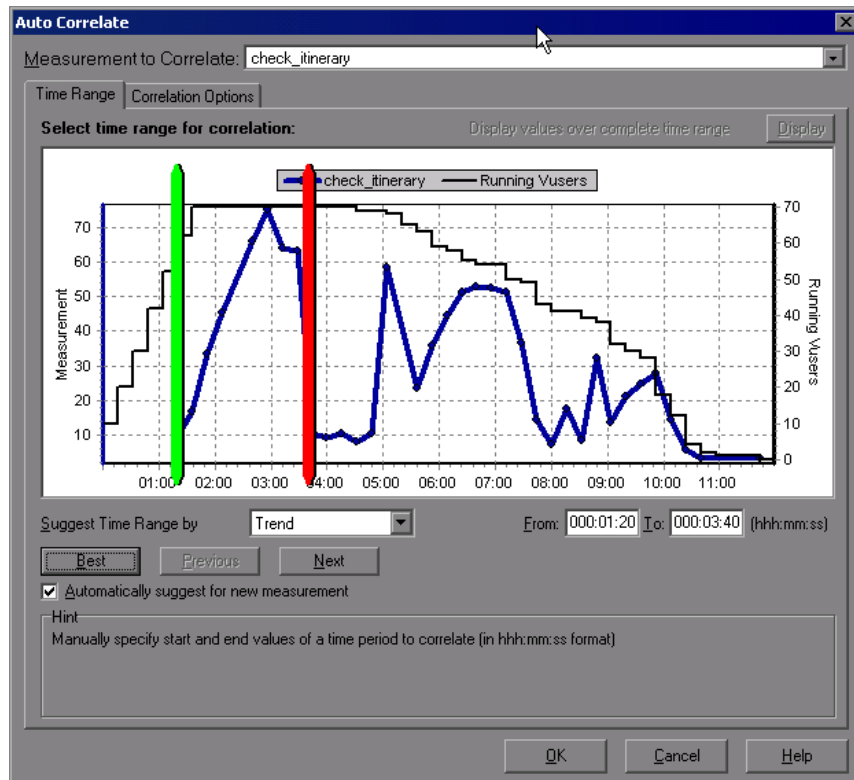 Auto Correlate
Measurement to Correlate: check_itinerary
Time Range Correlation Options
Select time range for correlation: Display values over complete time range Display
check_itinerary Running Vusers
70
60
50
40
30
20
10
Measurement
70
60
50
40
30
20
10
0
Running Vusers
01:00 02:00 03:00 04:00 05:00 06:00 07:00 08:00 09:00 10:00 11:00
Suggest Time Range by Trend From: 000:01:20 To: 000:03:40 (hhh:mm:ss)
Best Previous Next
Automatically suggest for new measurement
Hint
Manually specify start and end values of a time period to correlate (in hhh:mm:ss format)
OK Cancel Help